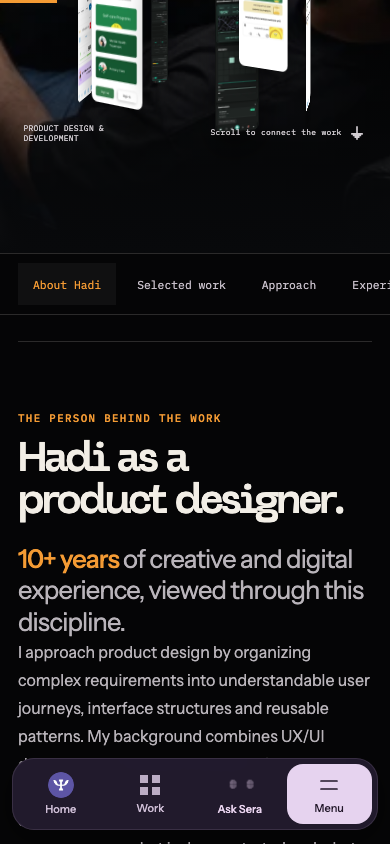 PRODUCT DESIGN &
DEVELOPMENT
Scroll to connect the work
About Hadi
Selected work
Approach
Experi
THE PERSON BEHIND THE WORK
Hadi as a
product designer.
10+ years of creative and digital
experience, viewed through this
discipline.
I approach product design by organizing
complex requirements into understandable user
journeys, interface structures and reusable
patterns. My background combines UX/UI
Home
Work
Ask Sera
Menu